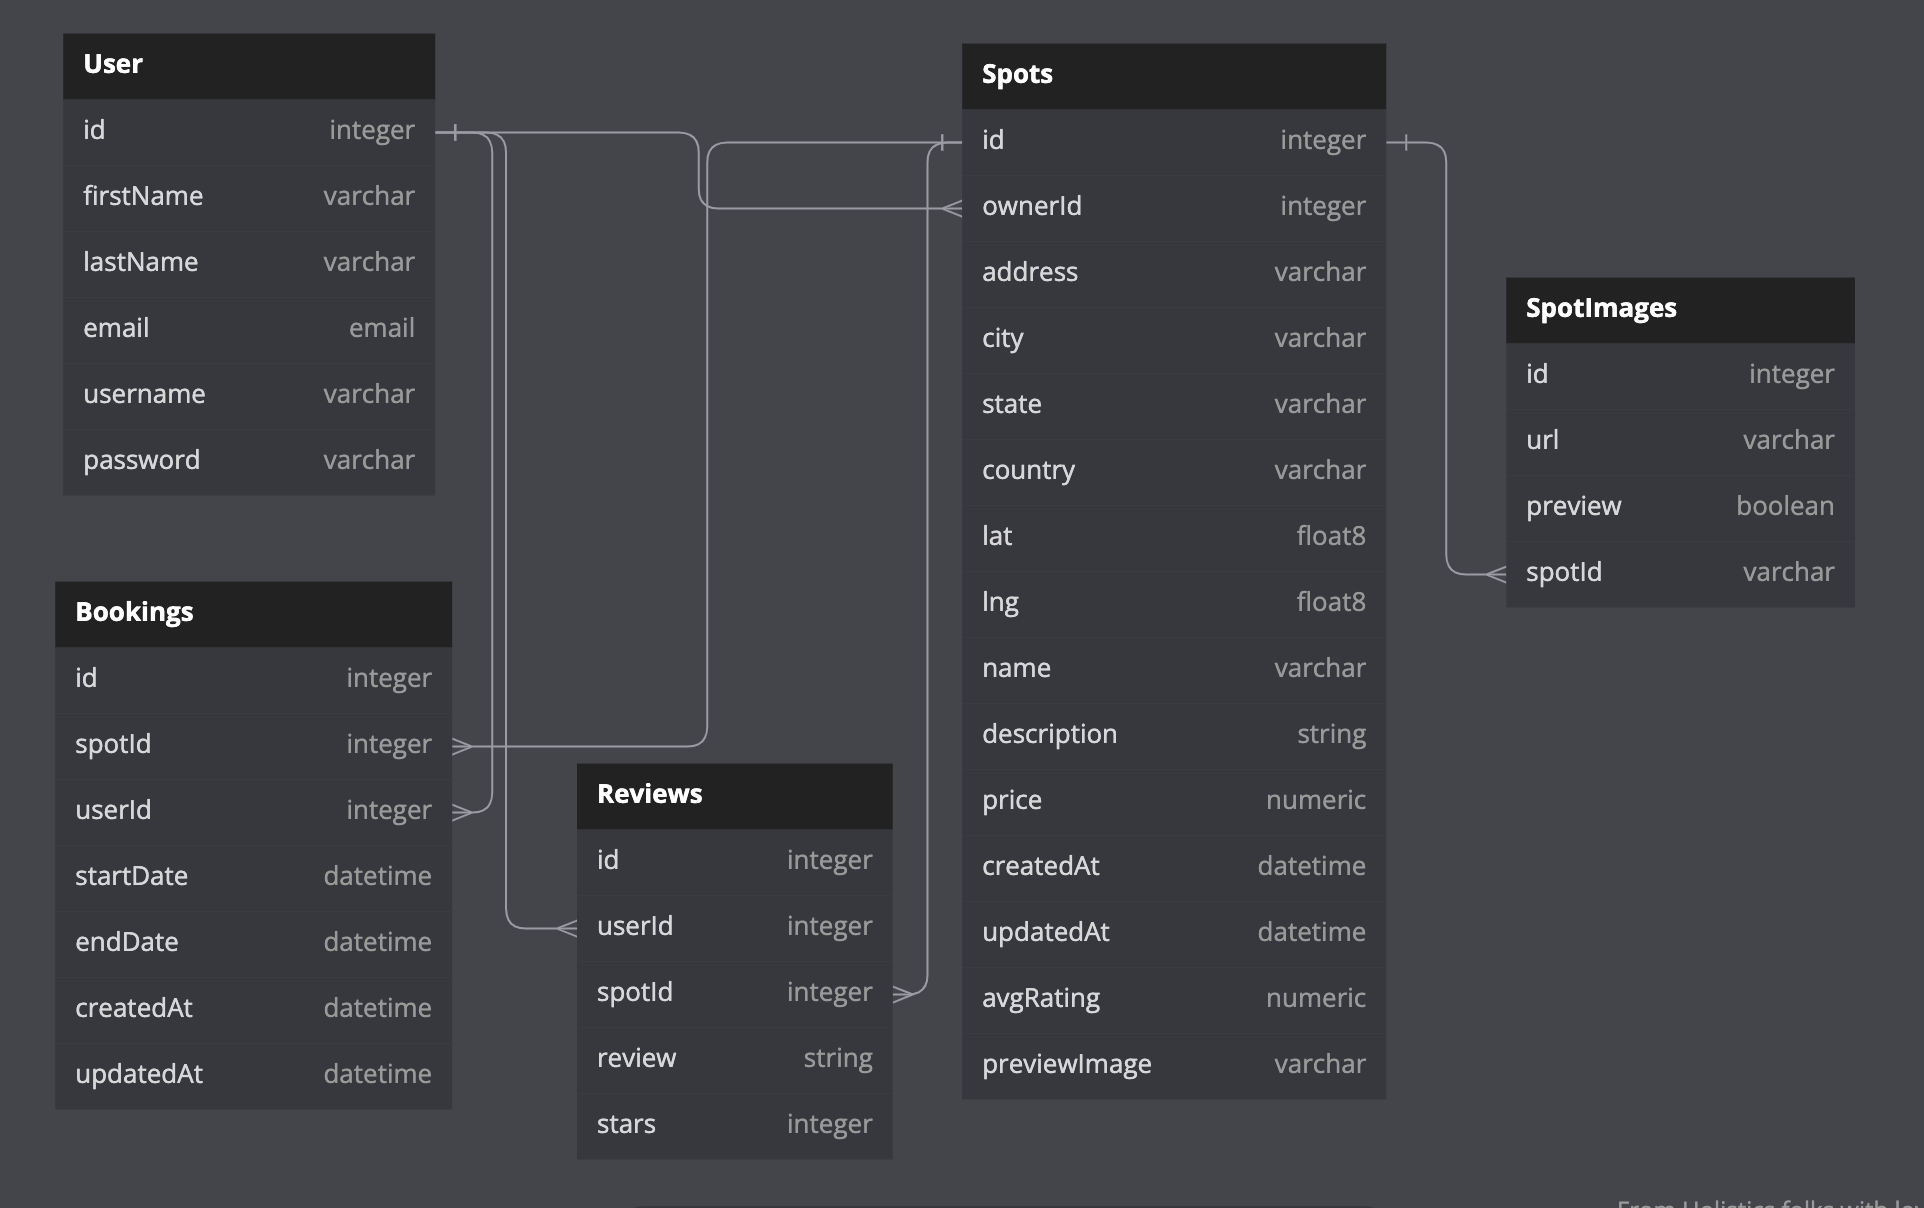 User
id integer
firstName varchar
lastName varchar
email email
username varchar
password varchar
Bookings
id integer
spotId integer
userId integer
startDate datetime
endDate datetime
createdAt datetime
updatedAt datetime
Reviews
id integer
userId integer
spotId integer
review string
stars integer
Spots
id integer
ownerId integer
address varchar
city varchar
state varchar
country varchar
lat float8
lng float8
name varchar
description string
price numeric
createdAt datetime
updatedAt datetime
avgRating numeric
previewImage varchar
SpotImages
id integer
url varchar
preview boolean
spotId varchar
From Holistics folks with